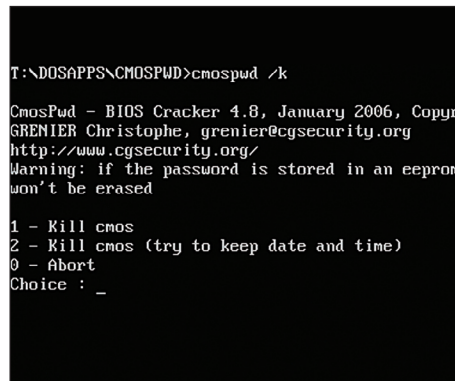 T:\DOSAPPS\CMOSPWD>cmospwd /k
CmosPwd - BIOS Cracker 4.8, January 2006, Copyr
GRENIER Christophe, grenier@cgsecurity.org
http://www.cgsecurity.org/
Warning: if the password is stored in an eeprom
won't be erased
1 - Kill cmos
2 - Kill cmos (try to keep date and time)
0 - Abort
Choice : _